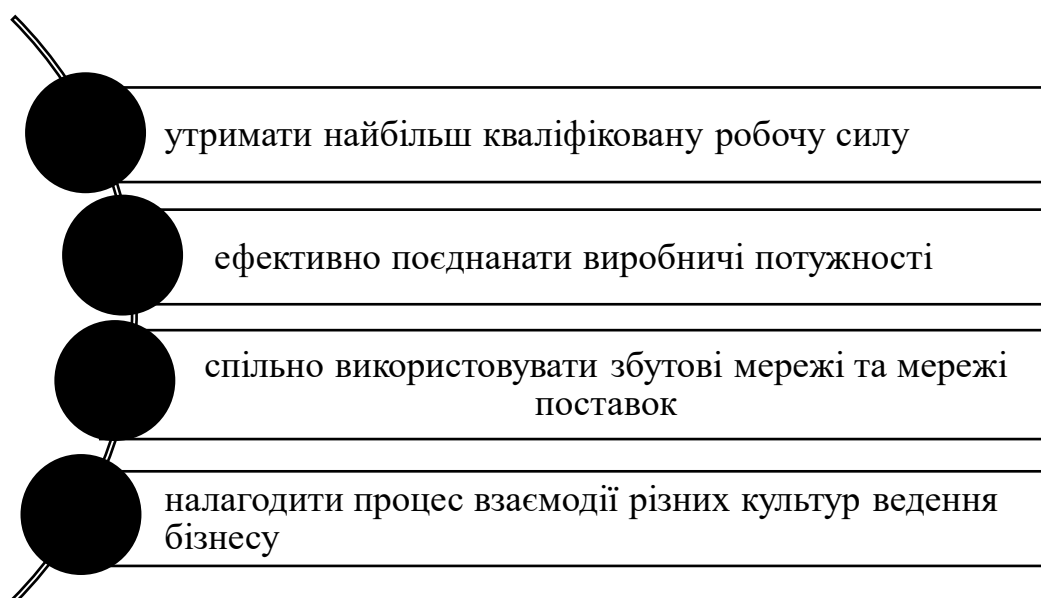 утримати найбільш кваліфіковану робочу силу
ефективно поєднанати виробничі потужності
спільно використовувати збутові мережі та мережі
поставок
налагодити процес взаємодії різних культур ведення
бізнесу